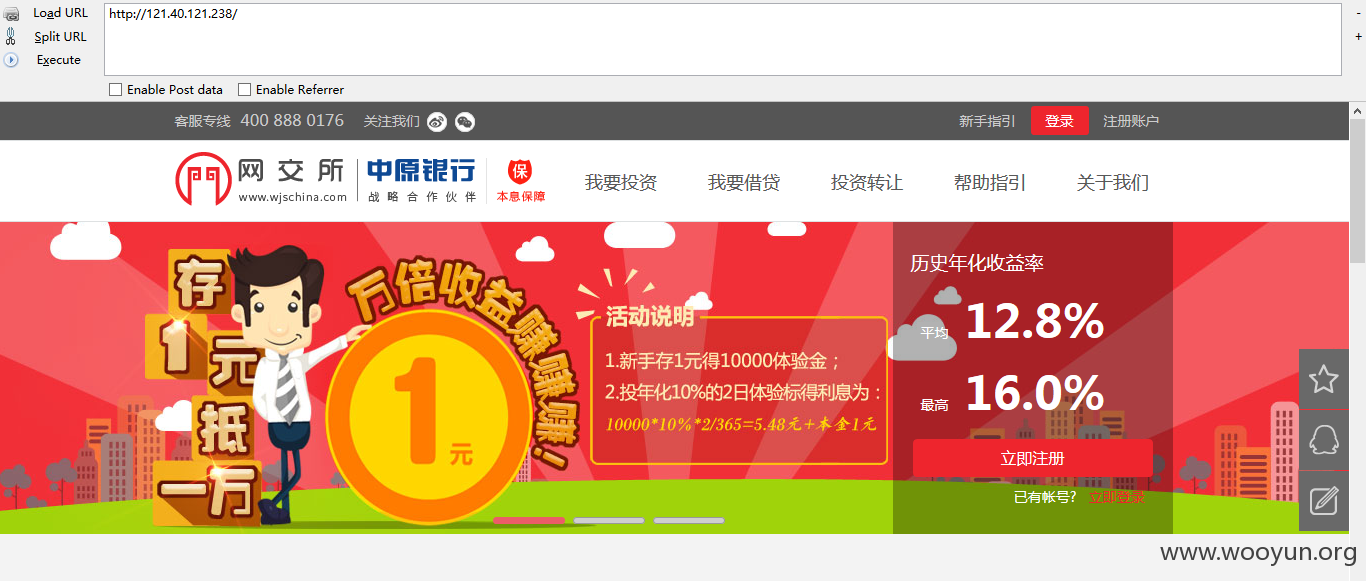 Load URL
http://121.40.121.238/
-
Split URL
+
Execute
Enable Post data Enable Referrer
客服专线 400 888 0176 关注我们 新手指引 登录 注册账户
网交所 中原银行 保
www.wjschina.com 战略合作伙伴 本息保障
我要投资 我要借贷 投资转让 帮助指引 关于我们
存1元抵一万
万倍收益赚赚赚!
1元
活动说明
1.新手存1元得10000体验金；
2.投年化10%的2日体验标得利息为：
10000*10%*2/365=5.48元+本金1元
历史年化收益率
平均 12.8%
最高 16.0%
立即注册
已有帐号? 立即登录
www.wooyun.org